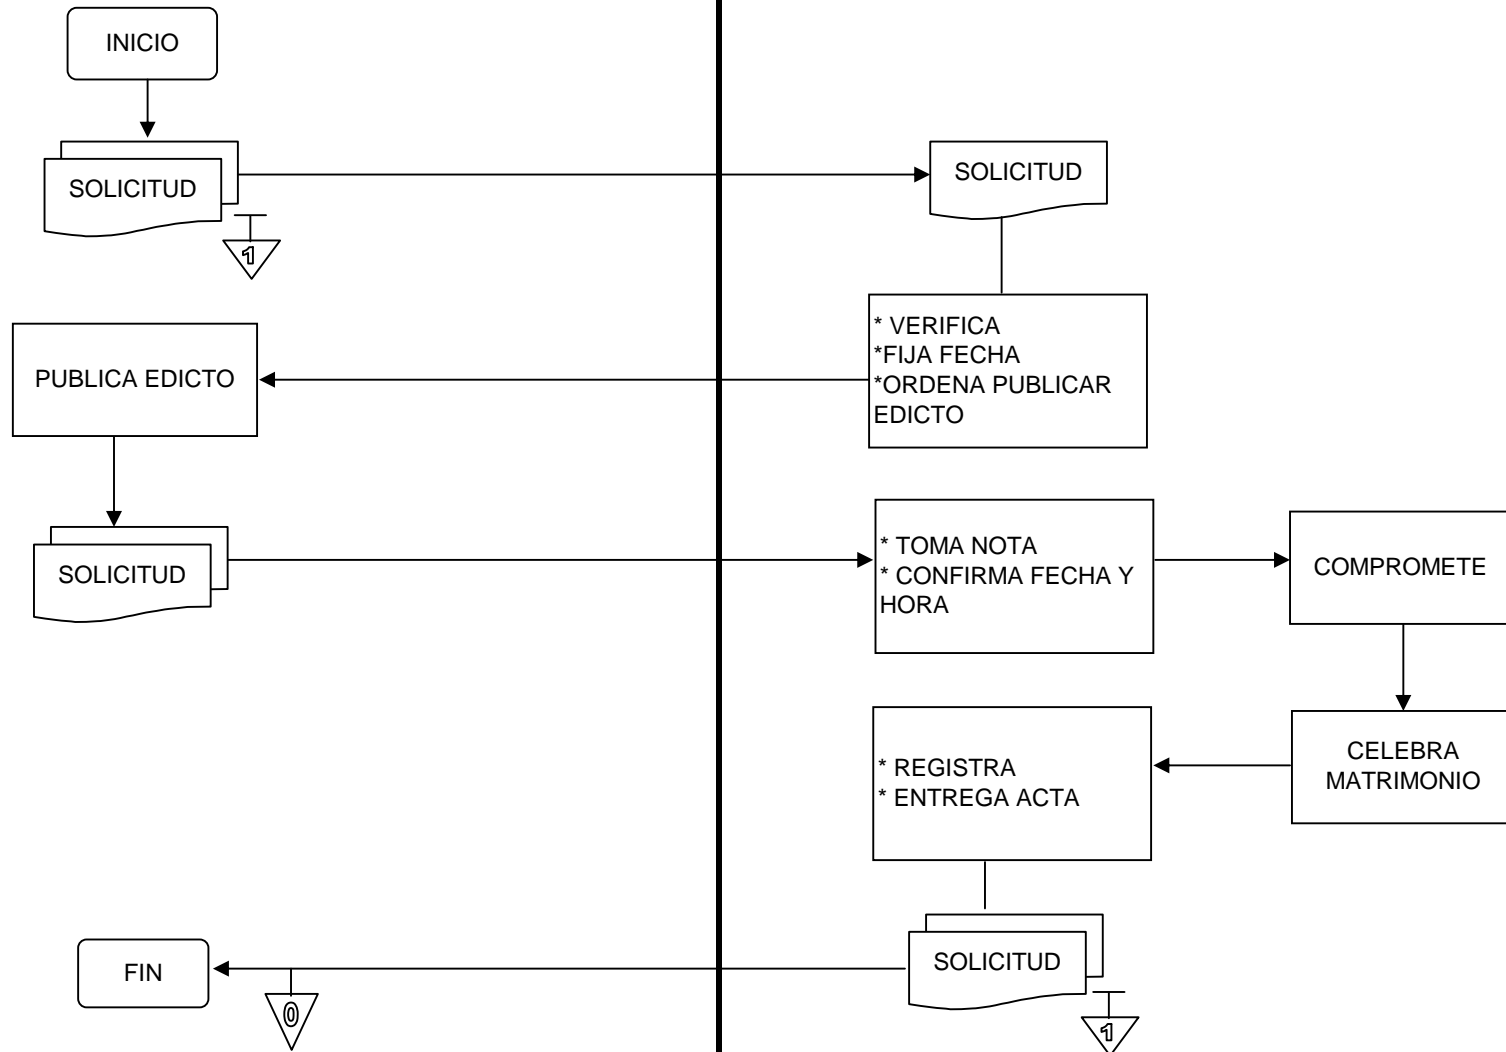 INICIO
SOLICITUD
1
SOLICITUD
* VERIFICA
*FIJA FECHA
*ORDENA PUBLICAR
EDICTO
PUBLICA EDICTO
SOLICITUD
* TOMA NOTA
* CONFIRMA FECHA Y
HORA
COMPROMETE
CELEBRA
MATRIMONIO
* REGISTRA
* ENTREGA ACTA
SOLICITUD
1
FIN
0